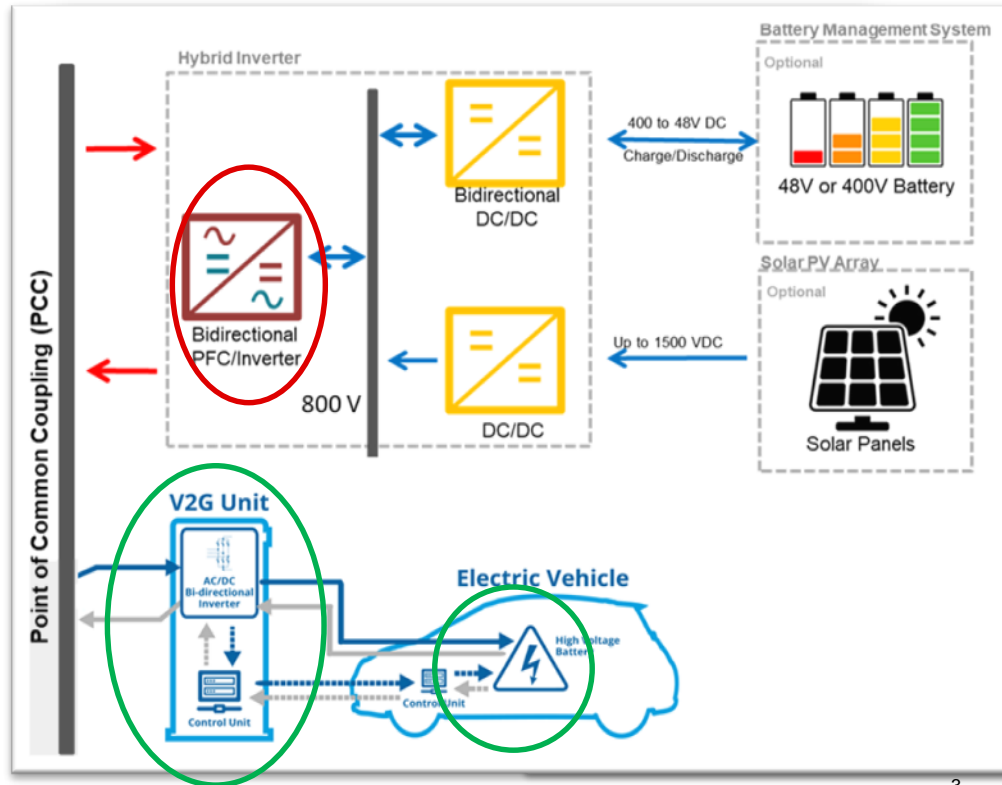 Battery Management System
Hybrid Inverter
Optional
400 to 48V DC
Charge/Discharge
48V or 400V Battery
Bidirectional
DC/DC
Bidirectional
PFC/Inverter
Solar PV Array
Optional
Up to 1500 VDC
800 V
DC/DC
Solar Panels
Point of Common Coupling (PCC)
V2G Unit
AC/DC
Bi-directional
Inverter
Control Unit
Electric Vehicle
High Voltage
Battery
Control Unit
3